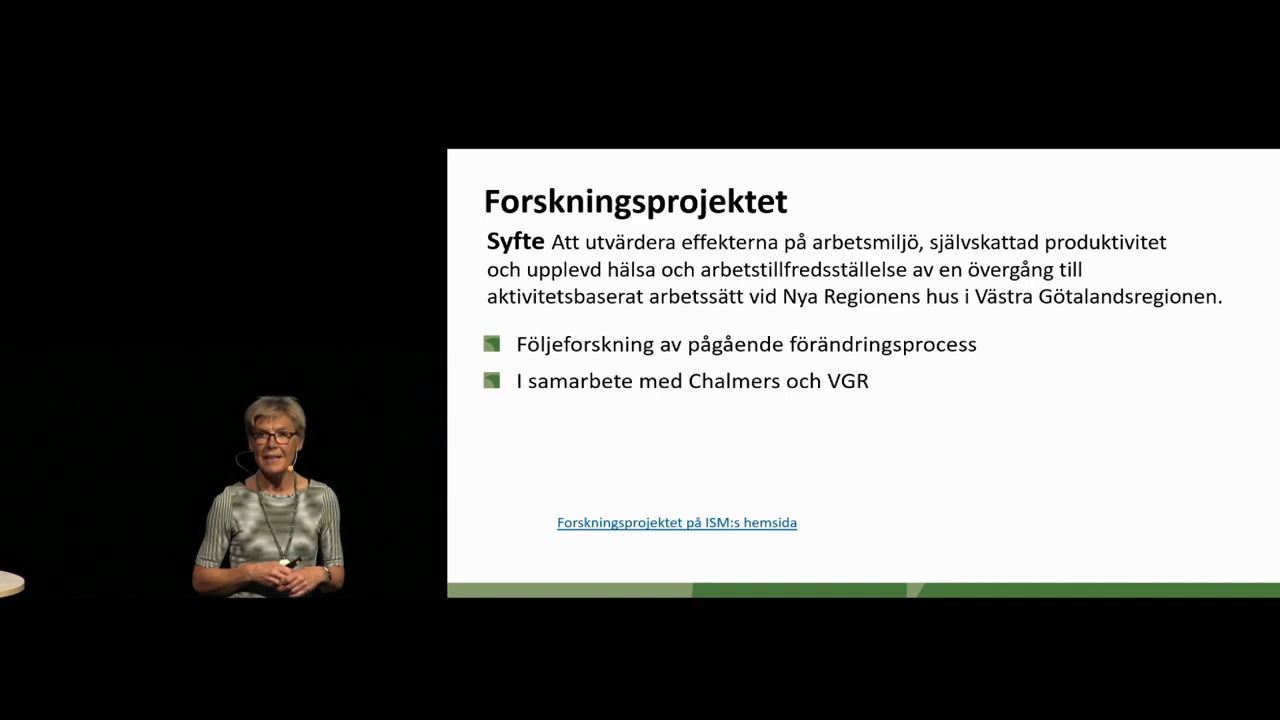 Forskningsprojektet
Syfte Att utvärdera effekterna på arbetsmiljö, självskattad produktivitet
och upplevd hälsa och arbetstillfredsställelse av en övergång till
aktivitetsbaserat arbetssätt vid Nya Regionens hus i Västra Götalandsregionen.
Följeforskning av pågående förändringsprocess
I samarbete med Chalmers och VGR
Forskningsprojektet på ISM:s hemsida